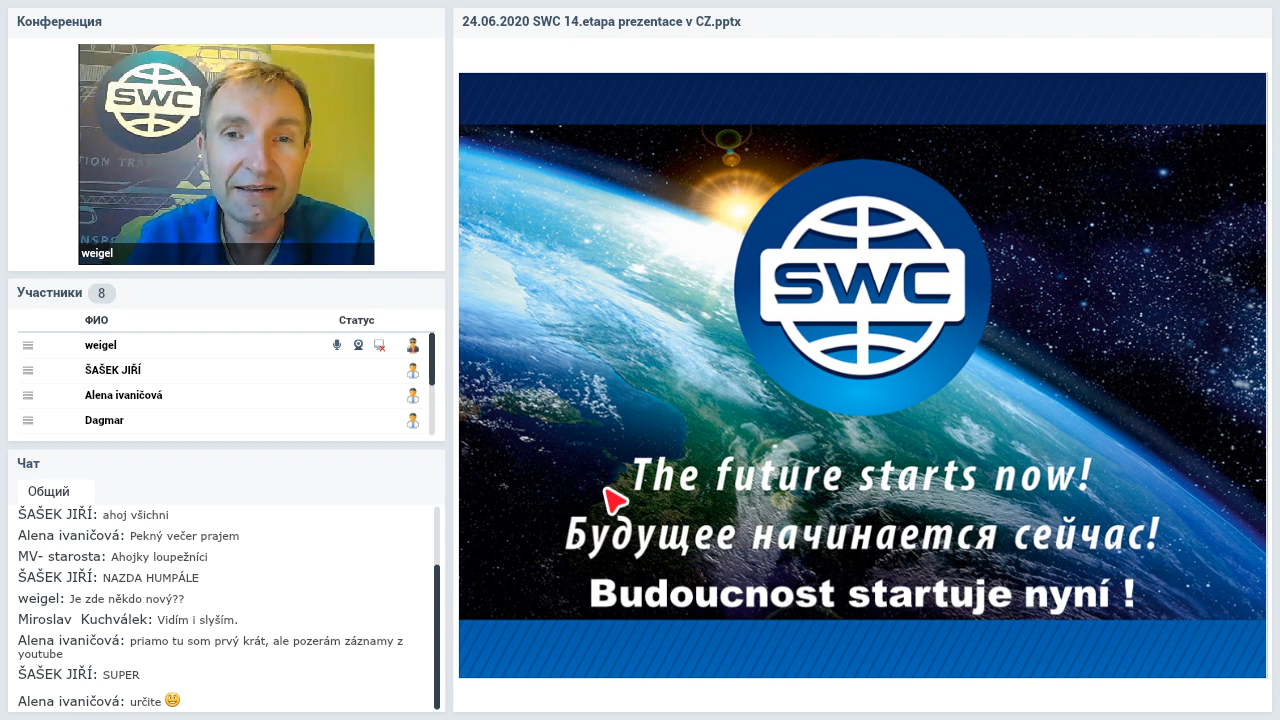 Конференция
SWC
TION TRA
NSPO
weigel
Участники 8
ФИО Статус
weigel
ŠAŠEK JIŘÍ
Alena ivaničová
Dagmar
Чат
Общий
ŠAŠEK JIŘÍ: ahoj všichni
Alena ivaničová: Pekný večer prajem
MV- starosta: Ahojky loupežníci
ŠAŠEK JIŘÍ: NAZDA HUMPÁLE
weigel: Je zde někdo nový??
Miroslav Kuchválek: Vidím i slyším.
Alena ivaničová: priamo tu som prvý krát, ale pozerám záznamy z
youtube
ŠAŠEK JIŘÍ: SUPER
Alena ivaničová: určite
24.06.2020 SWC 14.etapa prezentace v CZ.pptx
SWC
The future starts now!
Будущее начинается сейчас!
Budoucnost startuje nyní !